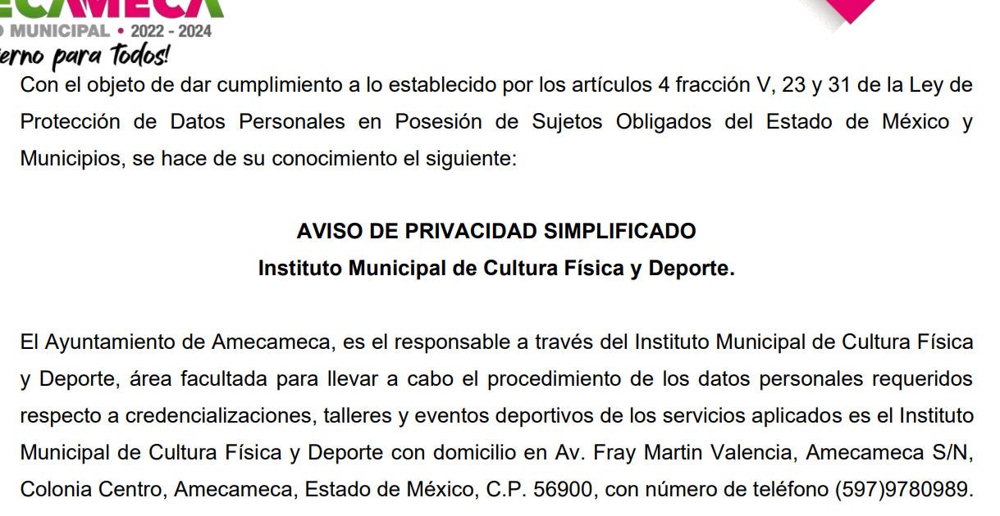 ECAMECA
MUNICIPAL • 2022 - 2024
erno para Todos!
Con el objeto de dar cumplimiento a lo establecido por los artículos 4 fracción V, 23 y 31 de la Ley de
Protección de Datos Personales en Posesión de Sujetos Obligados del Estado de México y
Municipios, se hace de su conocimiento el siguiente:
AVISO DE PRIVACIDAD SIMPLIFICADO
Instituto Municipal de Cultura Física y Deporte.
El Ayuntamiento de Amecameca, es el responsable a través del Instituto Municipal de Cultura Física
y Deporte, área facultada para llevar a cabo el procedimiento de los datos personales requeridos
respecto a credencializaciones, talleres y eventos deportivos de los servicios aplicados es el Instituto
Municipal de Cultura Física y Deporte con domicilio en Av. Fray Martin Valencia, Amecameca S/N,
Colonia Centro, Amecameca, Estado de México, C.P. 56900, con número de teléfono (597)9780989.